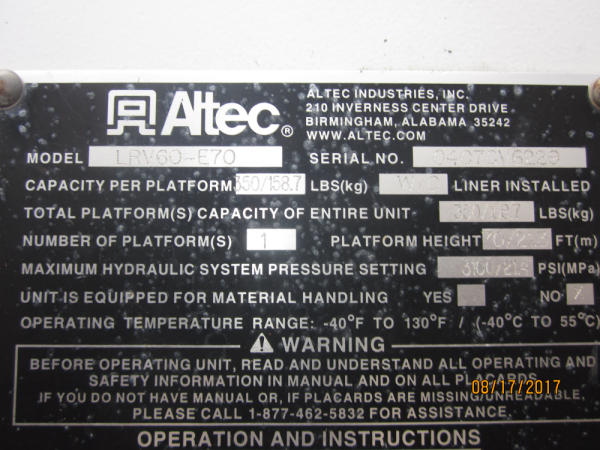 Altec®
ALTEC INDUSTRIES, INC.
210 INVERNESS CENTER DRIVE
BIRMINGHAM, ALABAMA 35242
WWW.ALTEC.COM
MODEL LRV60-E70 SERIAL NO.
CAPACITY PER PLATFORM 350/158.7 LBS(kg) LINER INSTALLED
TOTAL PLATFORM(S) CAPACITY OF ENTIRE UNIT LBS(kg)
NUMBER OF PLATFORM(S) 1 PLATFORM HEIGHT FT(m)
MAXIMUM HYDRAULIC SYSTEM PRESSURE SETTING PSI(MPa)
UNIT IS EQUIPPED FOR MATERIAL HANDLING YES NO
OPERATING TEMPERATURE RANGE: -40°F TO 130°F / (-40°C TO 55°C)
WARNING
BEFORE OPERATING UNIT, READ AND UNDERSTAND ALL OPERATING AND
SAFETY INFORMATION IN MANUAL AND ON ALL PLACARDS.
IF YOU DO NOT HAVE MANUAL OR, IF PLACARDS ARE MISSING/UNREADABLE,
PLEASE CALL 1-877-462-5832 FOR ASSISTANCE.
08/17/2017
OPERATION AND INSTRUCTIONS